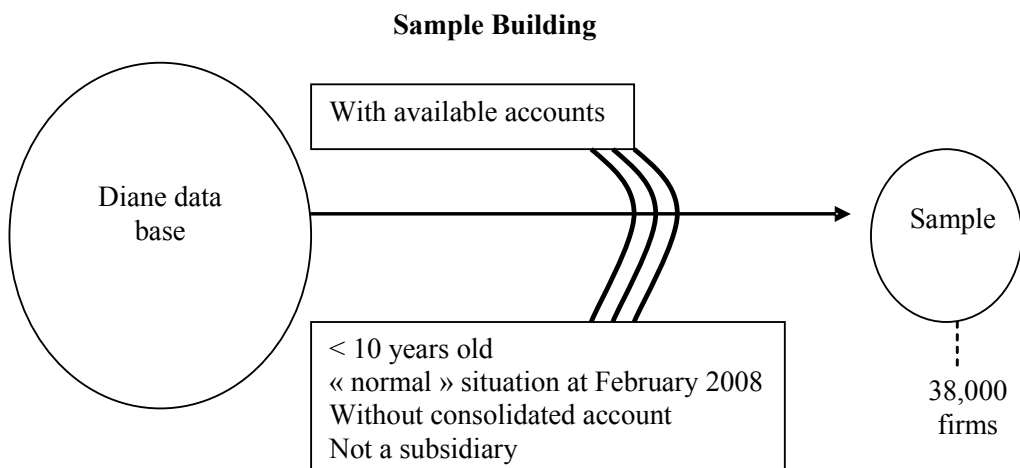 Sample Building
With available accounts
Diane data
base
Sample
< 10 years old
« normal » situation at February 2008
Without consolidated account
Not a subsidiary
38,000
firms